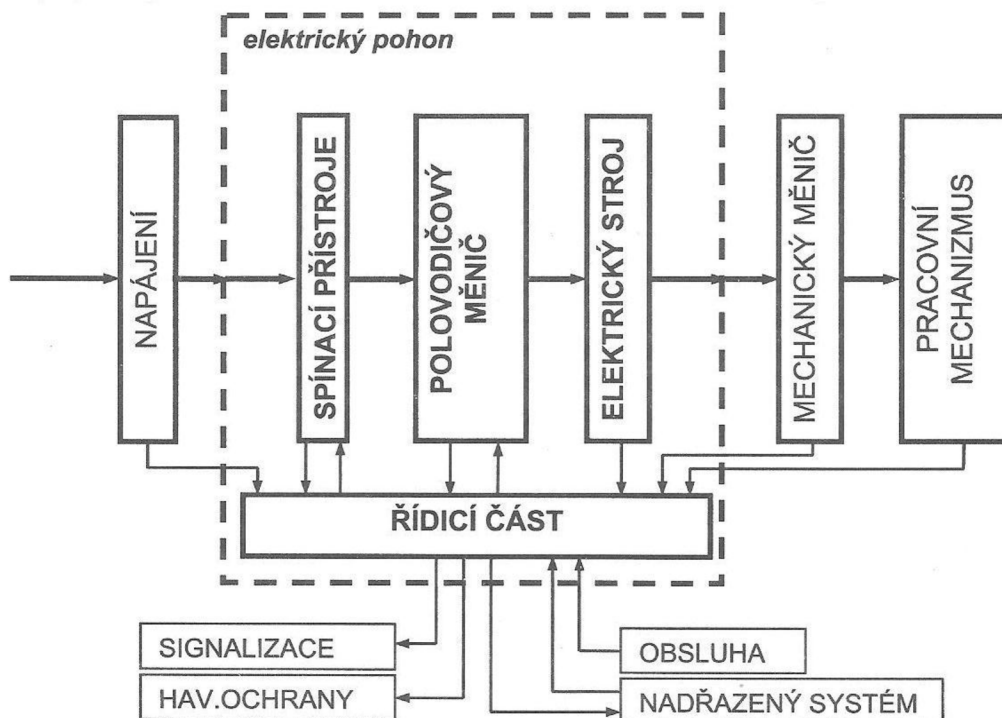 elektrický pohon
NAPÁJENÍ
SPÍNACÍ PŘÍSTROJE
POLOVODIČOVÝ
MĚNIČ
ELEKTRICKÝ STROJ
MECHANICKÝ MĚNIČ
PRACOVNÍ
MECHANIZMUS
ŘÍDICÍ ČÁST
SIGNALIZACE
OBSLUHA
HAV.OCHRANY
NADŘAZENÝ SYSTÉM